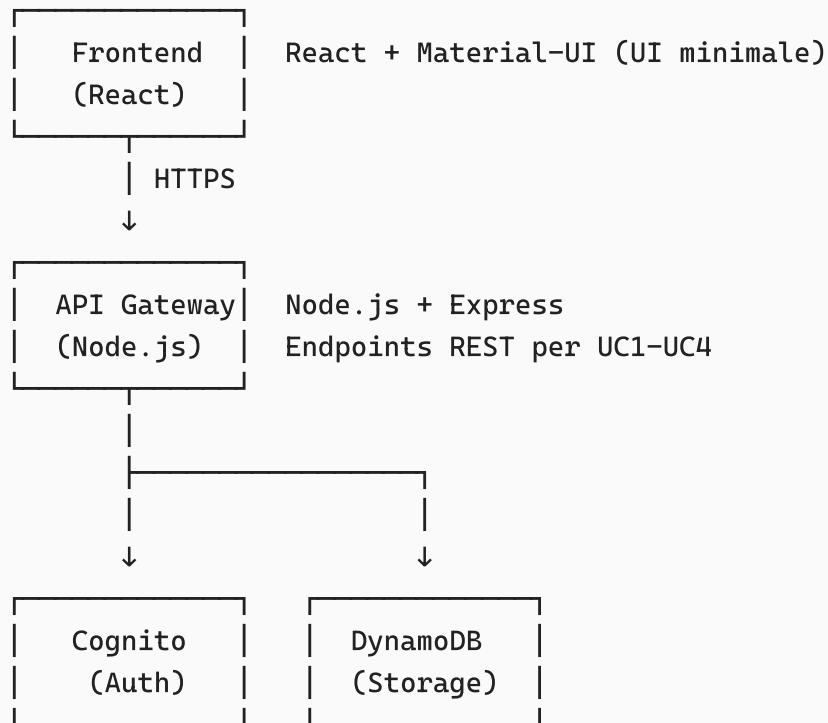 Frontend React + Material-UI (UI minimale)
(React)
HTTPS
API Gateway Node.js + Express
(Node.js) Endpoints REST per UC1-UC4
Cognito DynamoDB
(Auth) (Storage)